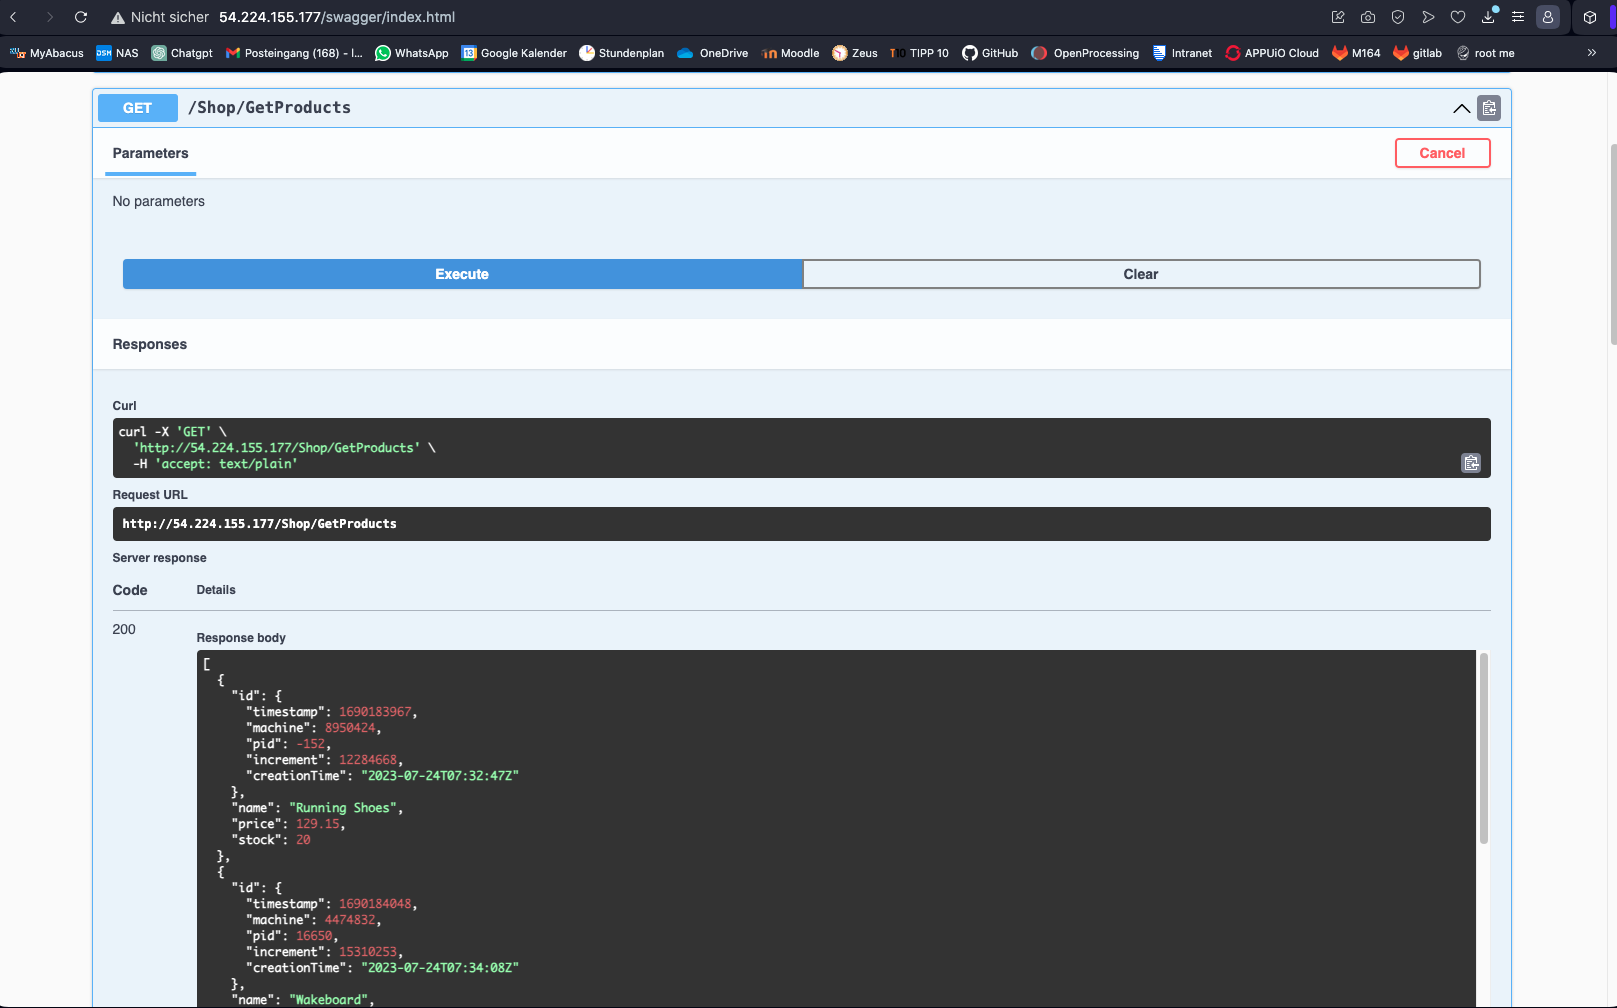 Nicht sicher 54.224.155.177/swagger/index.html
MyAbacus DSM NAS Chatgpt Posteingang (168) – I... WhatsApp 13 Google Kalender Stundenplan OneDrive Moodle Zeus T10 TIPP 10 GitHub OpenProcessing Intranet APPUiO Cloud M164 gitlab root me »
GET /Shop/GetProducts
Parameters Cancel
No parameters
Execute Clear
Responses
Curl
curl -X 'GET' \
'http://54.224.155.177/Shop/GetProducts' \
-H 'accept: text/plain'
Request URL
http://54.224.155.177/Shop/GetProducts
Server response
Code Details
200
Response body
[
{
"id": {
"timestamp": 1690183967,
"machine": 8950424,
"pid": -152,
"increment": 12284668,
"creationTime": "2023-07-24T07:32:47Z"
},
"name": "Running Shoes",
"price": 129.15,
"stock": 20
},
{
"id": {
"timestamp": 1690184048,
"machine": 4474832,
"pid": 16650,
"increment": 15310253,
"creationTime": "2023-07-24T07:34:08Z"
},
"name": "Wakeboard",